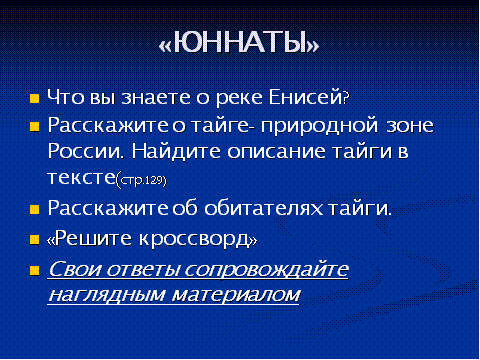 «ЮННАТЫ»
Что вы знаете о реке Енисей?
Расскажите о тайге- природной зоне
России. Найдите описание тайги в
тексте(стр.129)
Расскажите об обитателях тайги.
«Решите кроссворд»
Свои ответы сопровождайте
наглядным материалом